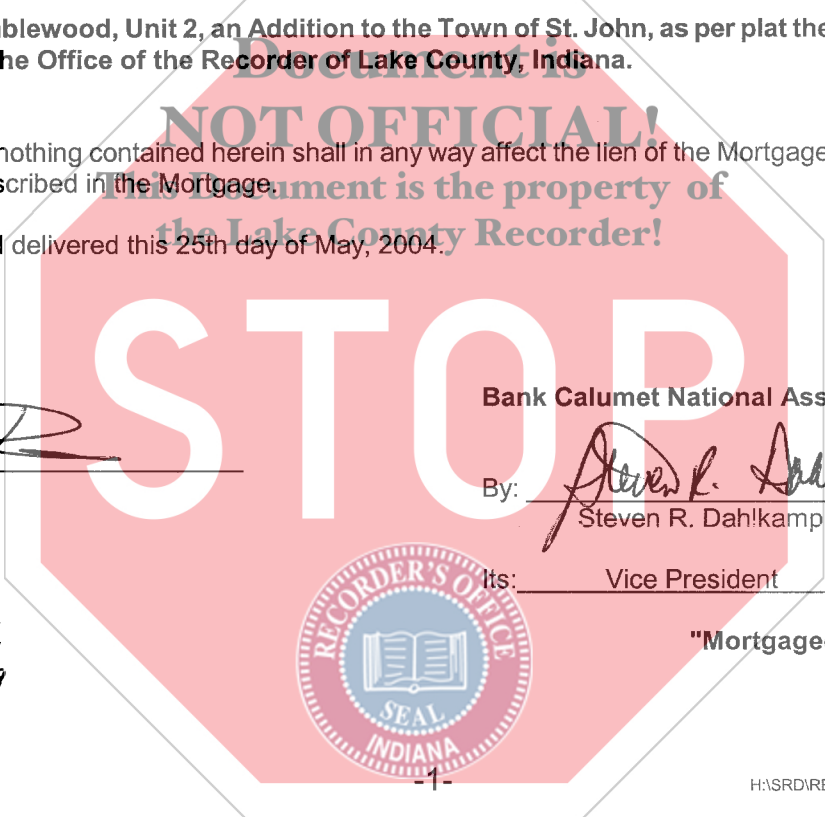 blewood, Unit 2, an Addition to the Town of St. John, as per plat the
he Office of the Recorder of Lake County, Indiana.
Document is
NOT OFFICIAL!
nothing contained herein shall in any way affect the lien of the Mortgage
scribed in the Mortgage.
This Document is the property of
the Lake County Recorder!
delivered this 25th day of May, 2004.
STOP
Bank Calumet National Ass
By: Steven R. Dahl
Steven R. Dahlkamp
Its: Vice President
"Mortgage
RECORDER'S OFFICE
SEAL
INDIANA
-1-
H:\SRD\RE